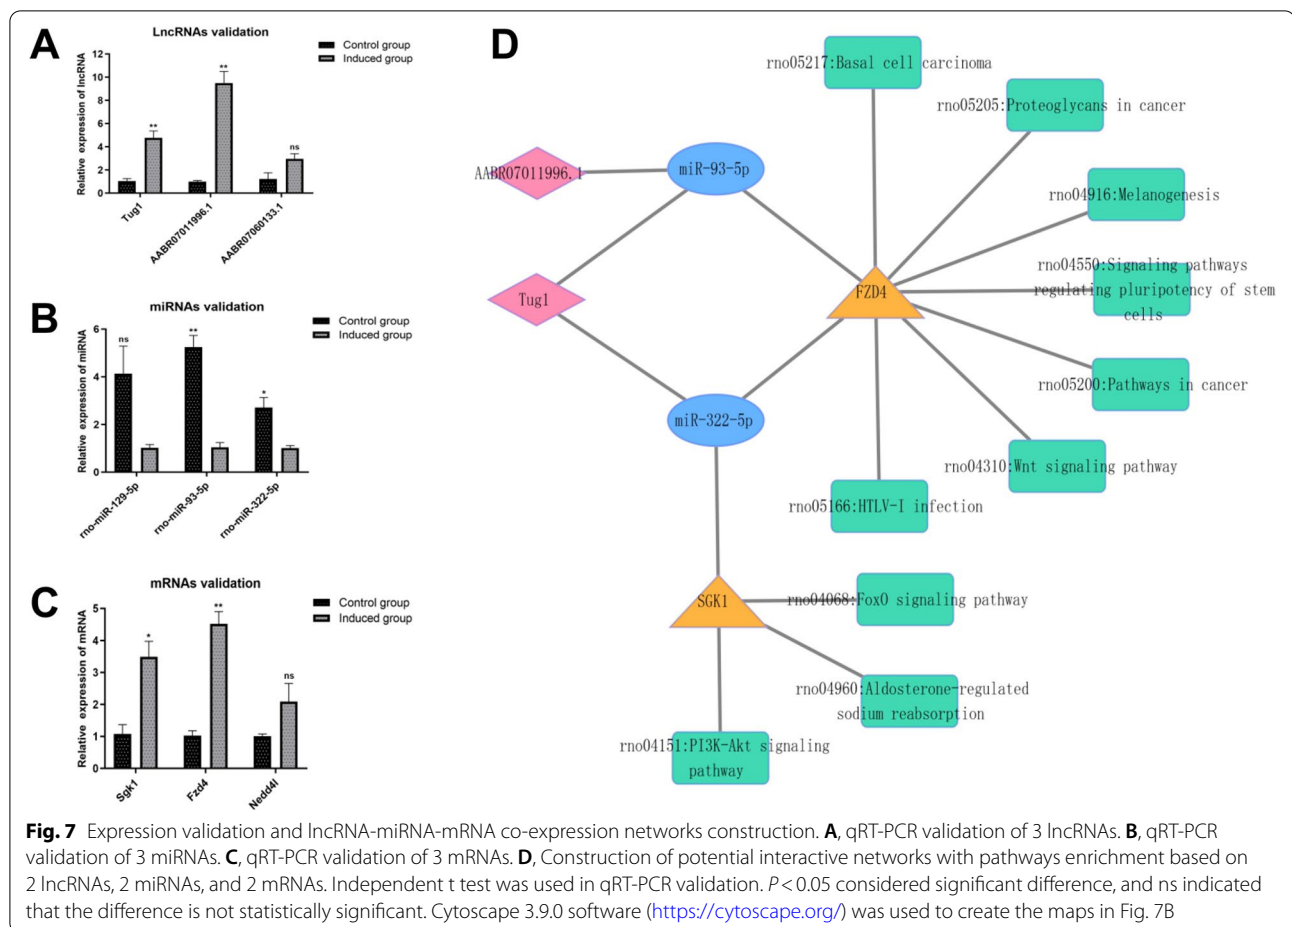 A
LncRNAs validation
Control group
Induced group
Relative expression of lncRNA
12
10
8
6
4
2
0
**
**
ns
Tug1
AABR07011996.1
AABR07060133.1
B
miRNAs validation
Control group
Induced group
Relative expression of miRNA
6
4
2
0
ns
**
*
rno-miR-129-5p
rno-miR-93-5p
rno-miR-322-5p
C
mRNAs validation
Control group
Induced group
Relative expression of mRNA
5
4
3
2
1
0
*
**
ns
Sgk1
Fzd4
Nedd4l
D
rno05217:Basal cell carcinoma
rno05205:Proteoglycans in cancer
AABR07011996.1
miR-93-5p
rno04916:Melanogenesis
rno04550:Signaling pathways
regulating pluripotency of stem
cells
Tug1
FZD4
rno05200:Pathways in cancer
miR-322-5p
rno04310:Wnt signaling pathway
rno05166:HTLV-I infection
SGK1
rno04068:FoxO signaling pathway
rno04960:Aldosterone-regulated
sodium reabsorption
rno04151:PI3K-Akt signaling
pathway
Fig. 7 Expression validation and lncRNA-miRNA-mRNA co-expression networks construction. A, qRT-PCR validation of 3 lncRNAs. B, qRT-PCR
validation of 3 miRNAs. C, qRT-PCR validation of 3 mRNAs. D, Construction of potential interactive networks with pathways enrichment based on
2 lncRNAs, 2 miRNAs, and 2 mRNAs. Independent t test was used in qRT-PCR validation. P < 0.05 considered significant difference, and ns indicated
that the difference is not statistically significant. Cytoscape 3.9.0 software (https://cytoscape.org/) was used to create the maps in Fig. 7B